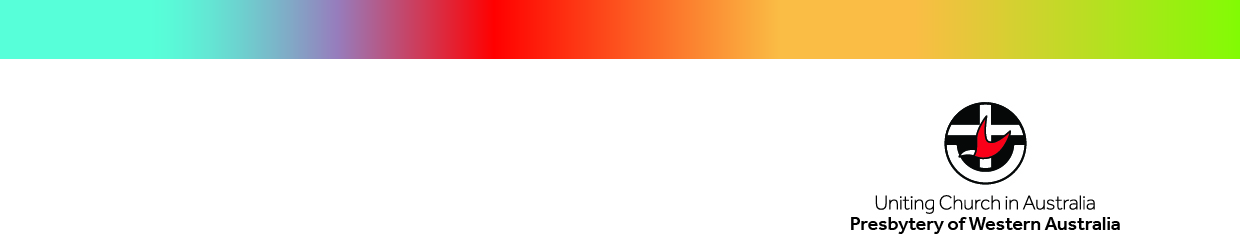 Uniting Church in Australia
Presbytery of Western Australia